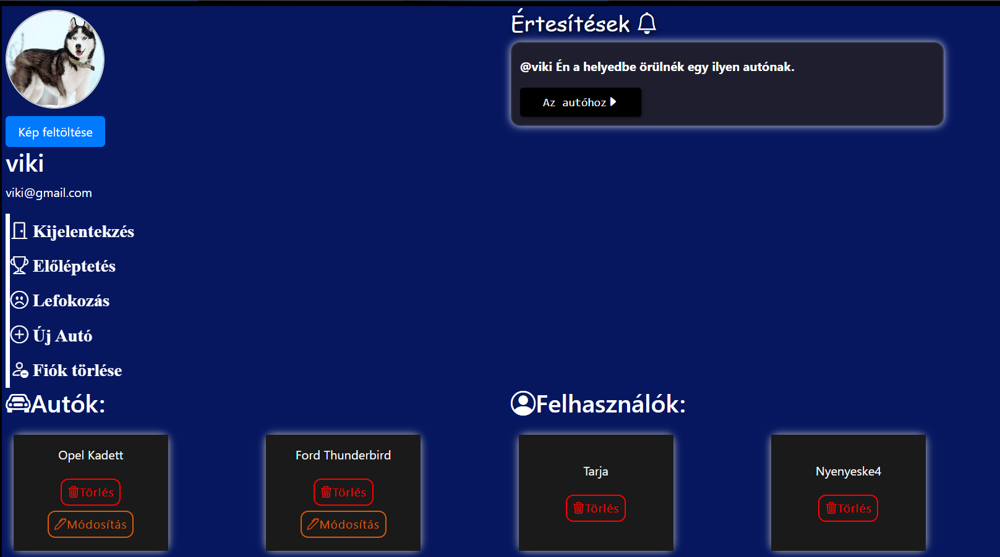 Értesítések
@viki Én a helyedbe örülnék egy ilyen autónak.
Az autóhoz
Kép feltöltése
viki
viki@gmail.com
Kijelentekzés
Előléptetés
Lefokozás
Új Autó
Fiók törlése
Autók:
Felhasználók:
Opel Kadett
Törlés
Módosítás
Ford Thunderbird
Törlés
Módosítás
Tarja
Törlés
Nyenyeske4
Törlés